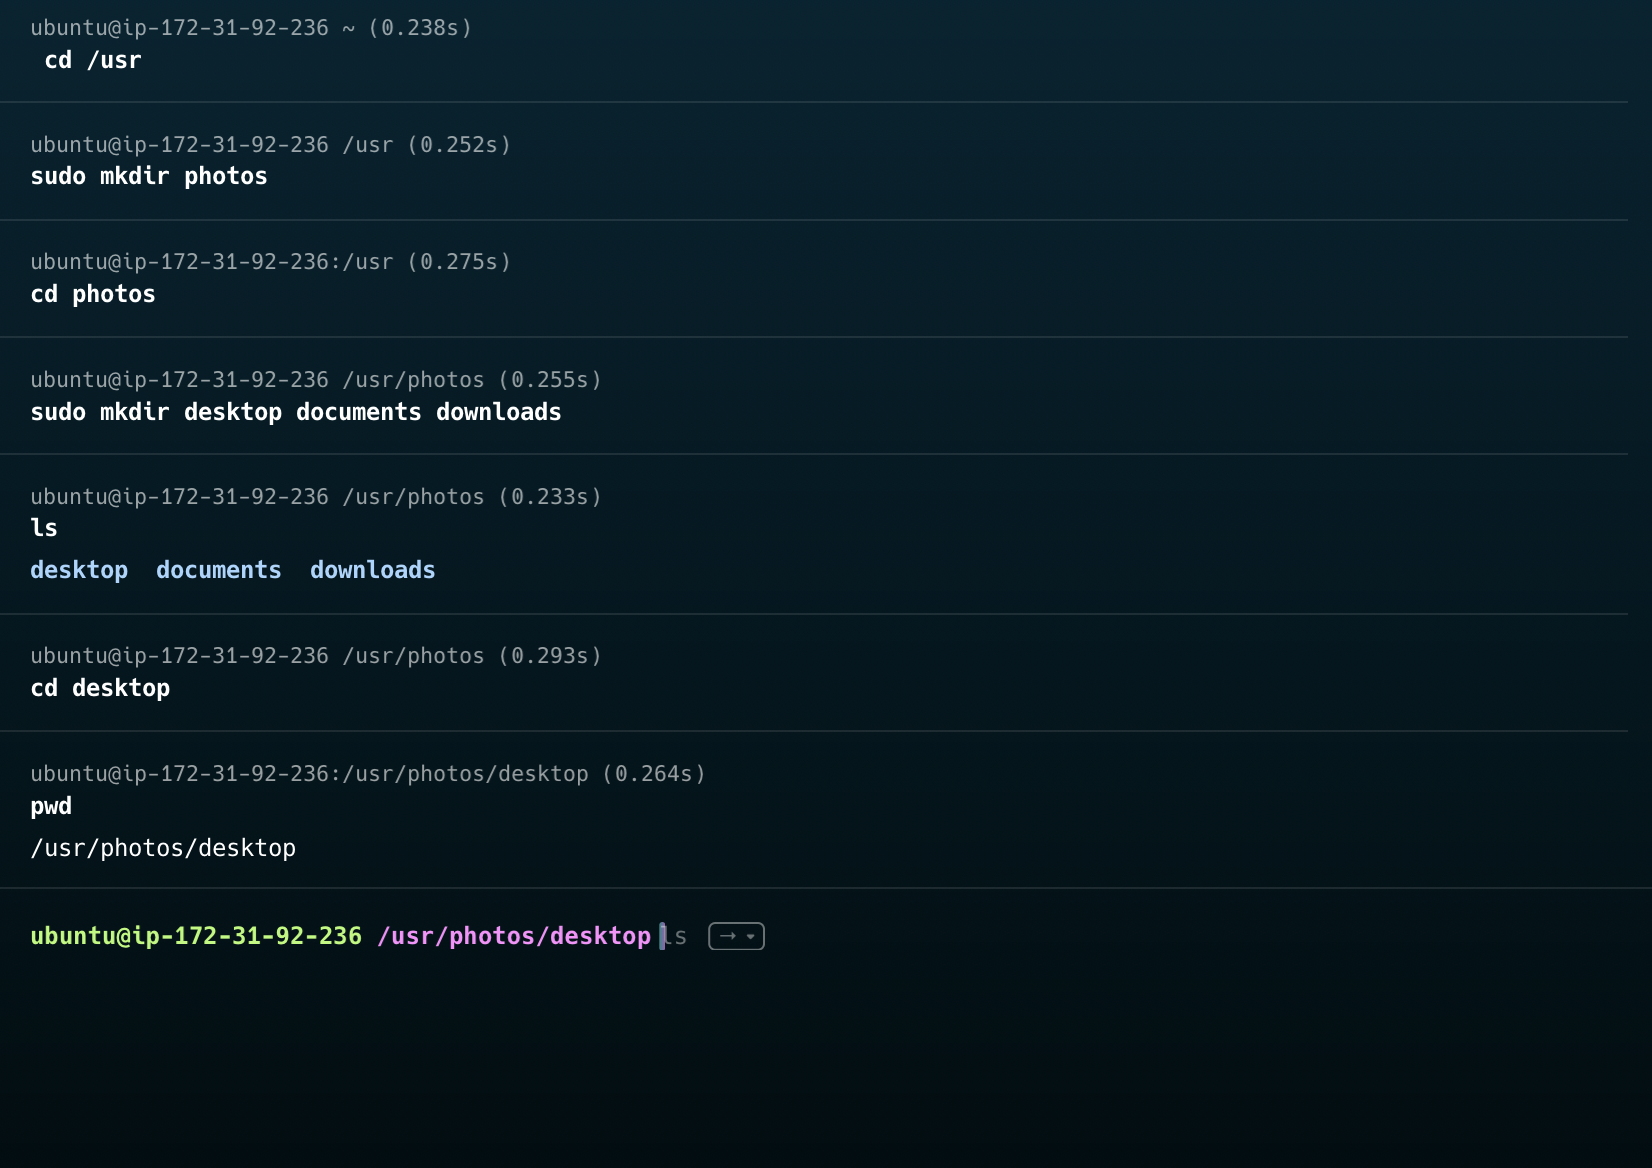 ubuntu@ip-172-31-92-236 ~ (0.238s)
cd /usr
ubuntu@ip-172-31-92-236 /usr (0.252s)
sudo mkdir photos
ubuntu@ip-172-31-92-236:/usr (0.275s)
cd photos
ubuntu@ip-172-31-92-236 /usr/photos (0.255s)
sudo mkdir desktop documents downloads
ubuntu@ip-172-31-92-236 /usr/photos (0.233s)
ls
desktop  documents  downloads
ubuntu@ip-172-31-92-236 /usr/photos (0.293s)
cd desktop
ubuntu@ip-172-31-92-236:/usr/photos/desktop (0.264s)
pwd
/usr/photos/desktop
ubuntu@ip-172-31-92-236 /usr/photos/desktop ls